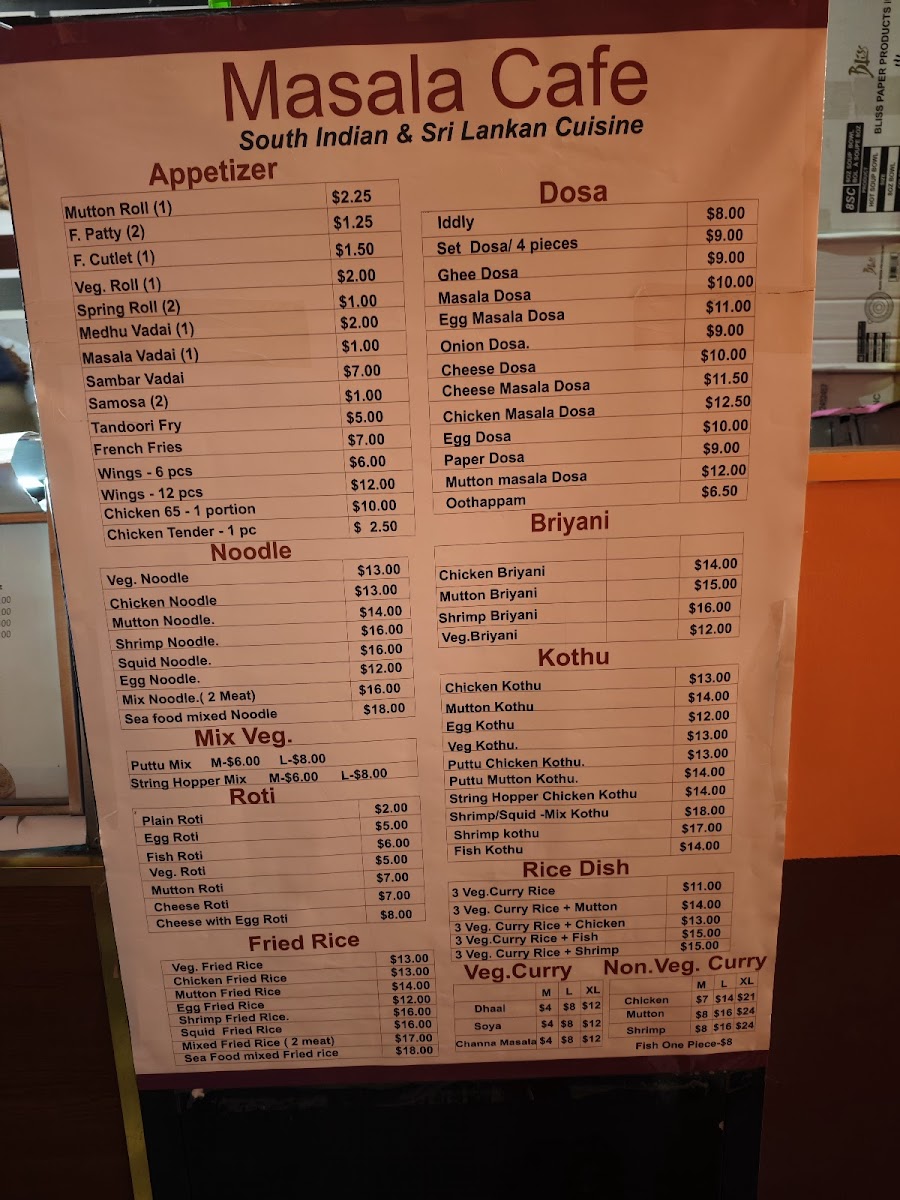 Masala Cafe
South Indian & Sri Lankan Cuisine
Appetizer
Mutton Roll (1) $2.25
F. Patty (2) $1.25
F. Cutlet (1) $1.50
Veg. Roll (1) $2.00
Spring Roll (2) $1.00
Medhu Vadai (1) $2.00
Masala Vadai (1) $1.00
Sambar Vadai $7.00
Samosa (2) $1.00
Tandoori Fry $5.00
French Fries $7.00
Wings - 6 pcs $6.00
Wings - 12 pcs $12.00
Chicken 65 - 1 portion $10.00
Chicken Tender - 1 pc $ 2.50
Noodle
Veg. Noodle $13.00
Chicken Noodle $13.00
Mutton Noodle. $14.00
Shrimp Noodle. $16.00
Squid Noodle. $16.00
Egg Noodle. $12.00
Mix Noodle.( 2 Meat) $16.00
Sea food mixed Noodle $18.00
Mix Veg.
Puttu Mix M-$6.00 L-$8.00
String Hopper Mix M-$6.00 L-$8.00
Roti
Plain Roti $2.00
Egg Roti $5.00
Fish Roti $6.00
Veg. Roti $5.00
Mutton Roti $7.00
Cheese Roti $7.00
Cheese with Egg Roti $8.00
Fried Rice
Veg. Fried Rice $13.00
Chicken Fried Rice $13.00
Mutton Fried Rice $14.00
Egg Fried Rice $12.00
Shrimp Fried Rice. $16.00
Squid Fried Rice $16.00
Mixed Fried Rice ( 2 meat) $17.00
Sea Food mixed Fried rice $18.00
Dosa
Iddly $8.00
Set Dosa/ 4 pieces $9.00
Ghee Dosa $9.00
Masala Dosa $10.00
Egg Masala Dosa $11.00
Onion Dosa. $9.00
Cheese Dosa $10.00
Cheese Masala Dosa $11.50
Chicken Masala Dosa $12.50
Egg Dosa $10.00
Paper Dosa $9.00
Mutton masala Dosa $12.00
Oothappam $6.50
Briyani
Chicken Briyani $14.00
Mutton Briyani $15.00
Shrimp Briyani $16.00
Veg.Briyani $12.00
Kothu
Chicken Kothu $13.00
Mutton Kothu $14.00
Egg Kothu $12.00
Veg Kothu. $13.00
Puttu Chicken Kothu. $13.00
Puttu Mutton Kothu. $14.00
String Hopper Chicken Kothu $14.00
Shrimp/Squid -Mix Kothu $18.00
Shrimp kothu $17.00
Fish Kothu $14.00
Rice Dish
3 Veg.Curry Rice $11.00
3 Veg. Curry Rice + Mutton $14.00
3 Veg. Curry Rice + Chicken $13.00
3 Veg.Curry Rice + Fish $15.00
3 Veg. Curry Rice + Shrimp $15.00
Veg.Curry
M L XL
Dhaal $4 $8 $12
Soya $4 $8 $12
Channa Masala $4 $8 $12
Non.Veg. Curry
M L XL
Chicken $7 $14 $21
Mutton $8 $16 $24
Shrimp $8 $16 $24
Fish One Piece-$8
Bliss
BLISS PAPER PRODUCTS
8SC
HOT SOUP BOWL
8OZ BOWL
00
00
00
00